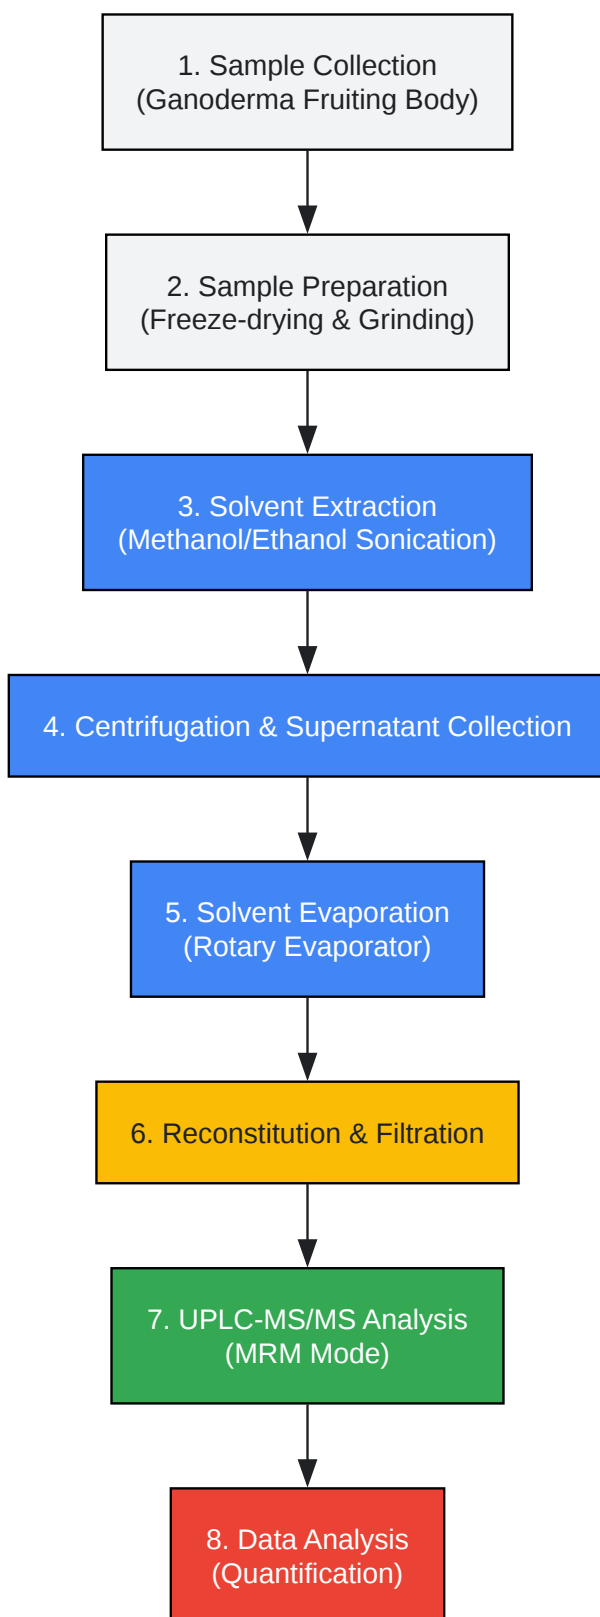 1. Sample Collection
(Ganoderma Fruiting Body)
2. Sample Preparation
(Freeze-drying & Grinding)
3. Solvent Extraction
(Methanol/Ethanol Sonication)
4. Centrifugation & Supernatant Collection
5. Solvent Evaporation
(Rotary Evaporator)
6. Reconstitution & Filtration
7. UPLC-MS/MS Analysis
(MRM Mode)
8. Data Analysis
(Quantification)